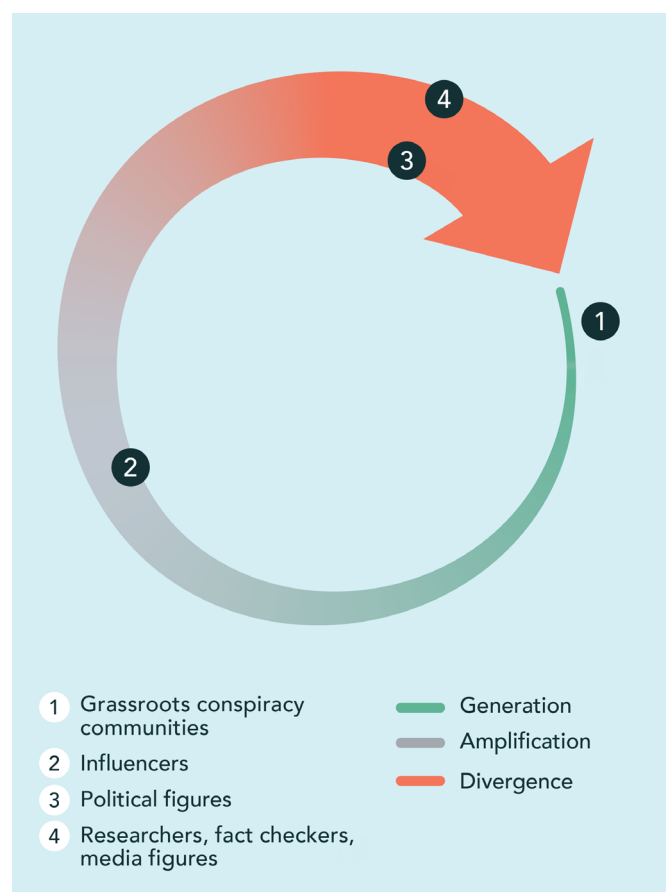 4
3
1
2
1 Grassroots conspiracy
communities
2 Influencers
3 Political figures
4 Researchers, fact checkers,
media figures
Generation
Amplification
Divergence